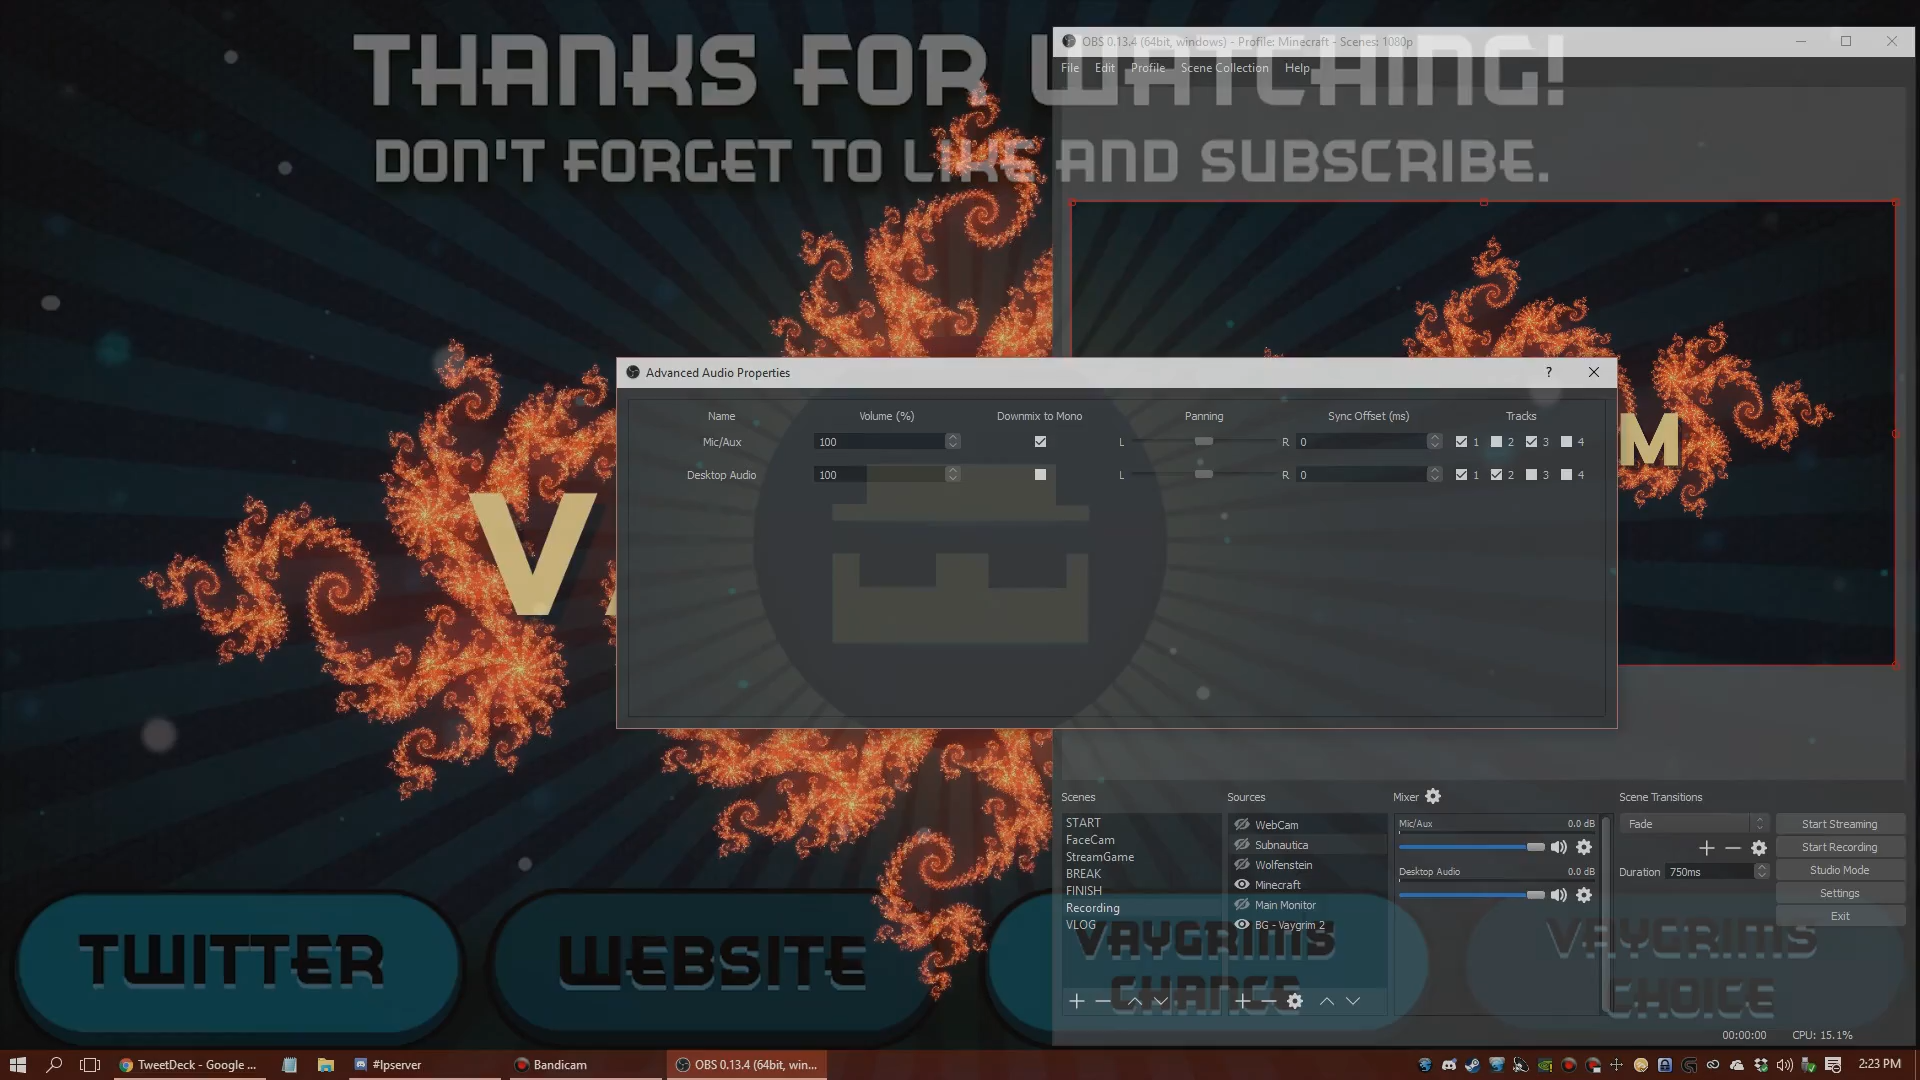 THANKS FOR WATCHING!
DON'T FORGET TO LIKE AND SUBSCRIBE.
OBS 0.13.4 (64bit, windows) - Profile: Minecraft - Scenes: 1080p
File Edit Profile Scene Collection Help
Advanced Audio Properties
?
Name Volume (%) Downmix to Mono Panning Sync Offset (ms) Tracks
Mic/Aux 100 L R 0 1 2 3 4
Desktop Audio 100 L R 0 1 2 3 4
V
M
Scenes
START
FaceCam
StreamGame
BREAK
FINISH
Recording
VLOG
Sources
WebCam
Subnautica
Wolfenstein
Minecraft
Main Monitor
BG - Vaygrim 2
Mixer
Mic/Aux 0.0 dB
Desktop Audio 0.0 dB
Scene Transitions
Fade
Duration 750ms
Start Streaming
Start Recording
Studio Mode
Settings
Exit
TWITTER
WEBSITE
VAYGRIMS
CHANCE
VAYGRIMS
CHOICE
00:00:00 CPU: 15.1%
TweetDeck - Google ...
#lpserver
Bandicam
OBS 0.13.4 (64bit, win...
2:23 PM